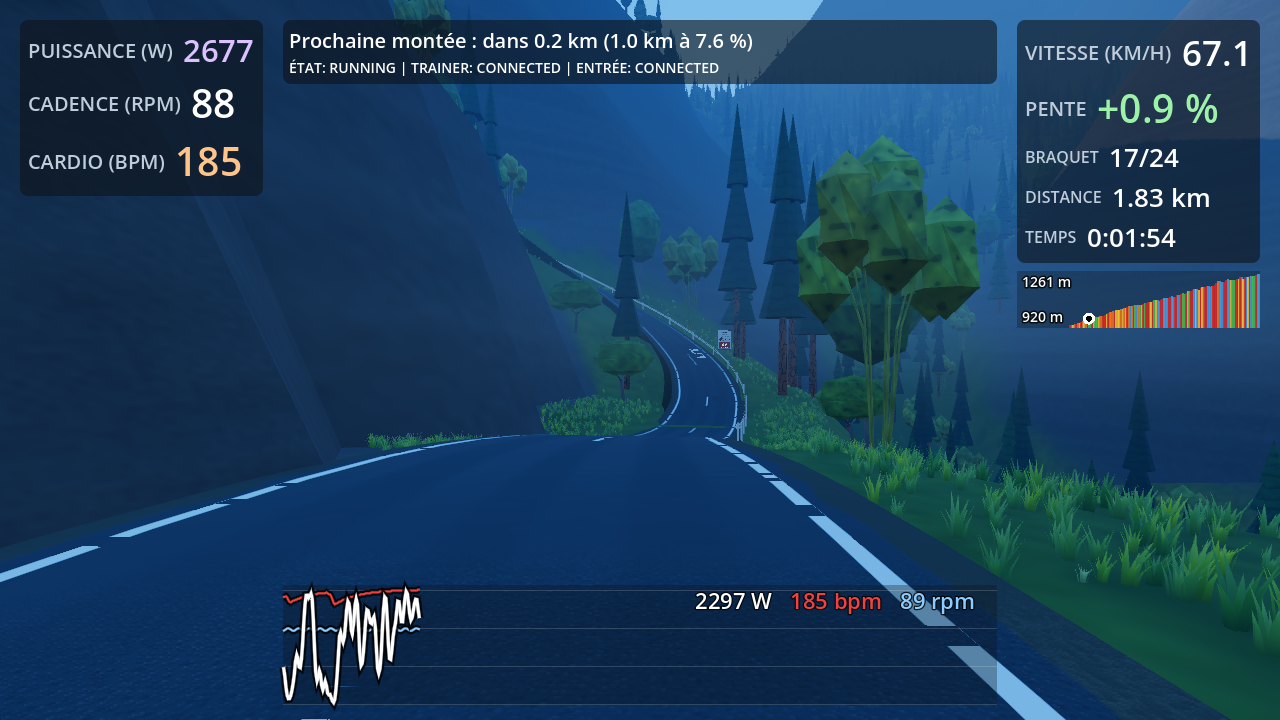 PUISSANCE (W) 2677
CADENCE (RPM) 88
CARDIO (BPM) 185
Prochaine montée : dans 0.2 km (1.0 km à 7.6 %)
ÉTAT: RUNNING | TRAINER: CONNECTED | ENTRÉE: CONNECTED
VITESSE (KM/H) 67.1
PENTE +0.9 %
BRAQUET 17/24
DISTANCE 1.83 km
TEMPS 0:01:54
1261 m
920 m
2297 W 185 bpm 89 rpm